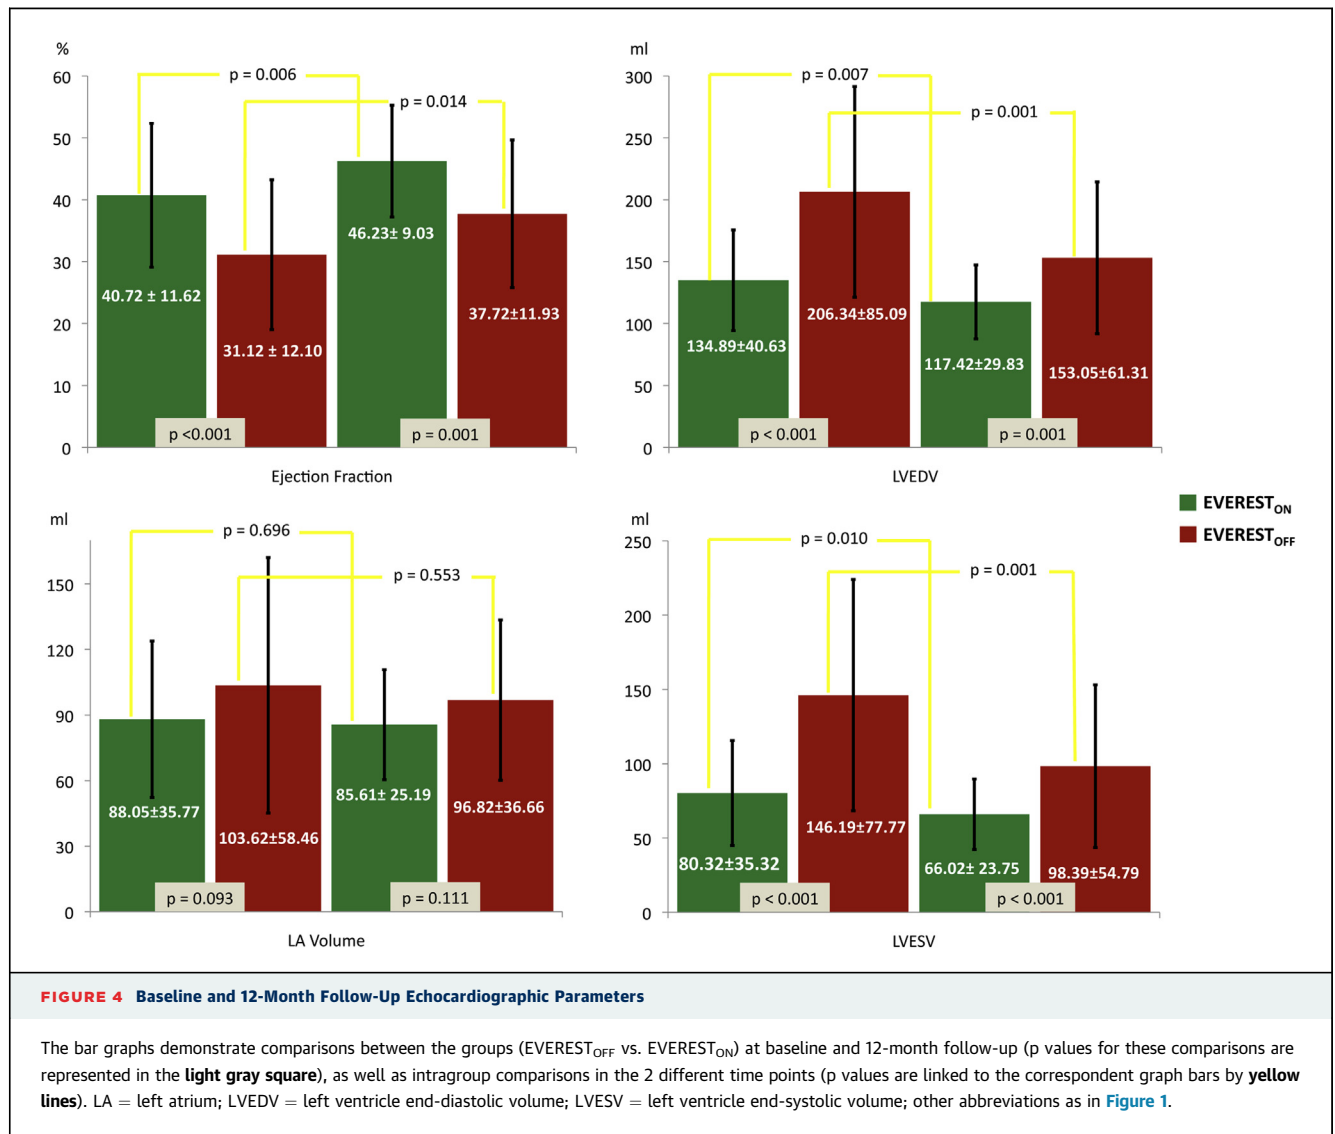 %
60
50
40
30
20
10
0
p = 0.006
p = 0.014
40.72 ± 11.62
31.12 ± 12.10
46.23± 9.03
37.72±11.93
p <0.001
p = 0.001
Ejection Fraction
ml
300
250
200
150
100
50
0
p = 0.007
p = 0.001
134.89±40.63
206.34±85.09
117.42±29.83
153.05±61.31
p < 0.001
p = 0.001
LVEDV
EVEREST_ON
EVEREST_OFF
ml
150
120
90
60
30
0
p = 0.696
p = 0.553
88.05±35.77
103.62±58.46
85.61± 25.19
96.82±36.66
p = 0.093
p = 0.111
LA Volume
ml
250
200
150
100
50
0
p = 0.010
p = 0.001
80.32±35.32
146.19±77.77
66.02± 23.75
98.39±54.79
p < 0.001
p < 0.001
LVESV
FIGURE 4 Baseline and 12-Month Follow-Up Echocardiographic Parameters
The bar graphs demonstrate comparisons between the groups (EVEREST_OFF vs. EVEREST_ON) at baseline and 12-month follow-up (p values for these comparisons are
represented in the light gray square), as well as intragroup comparisons in the 2 different time points (p values are linked to the correspondent graph bars by yellow
lines). LA = left atrium; LVEDV = left ventricle end-diastolic volume; LVESV = left ventricle end-systolic volume; other abbreviations as in Figure 1.